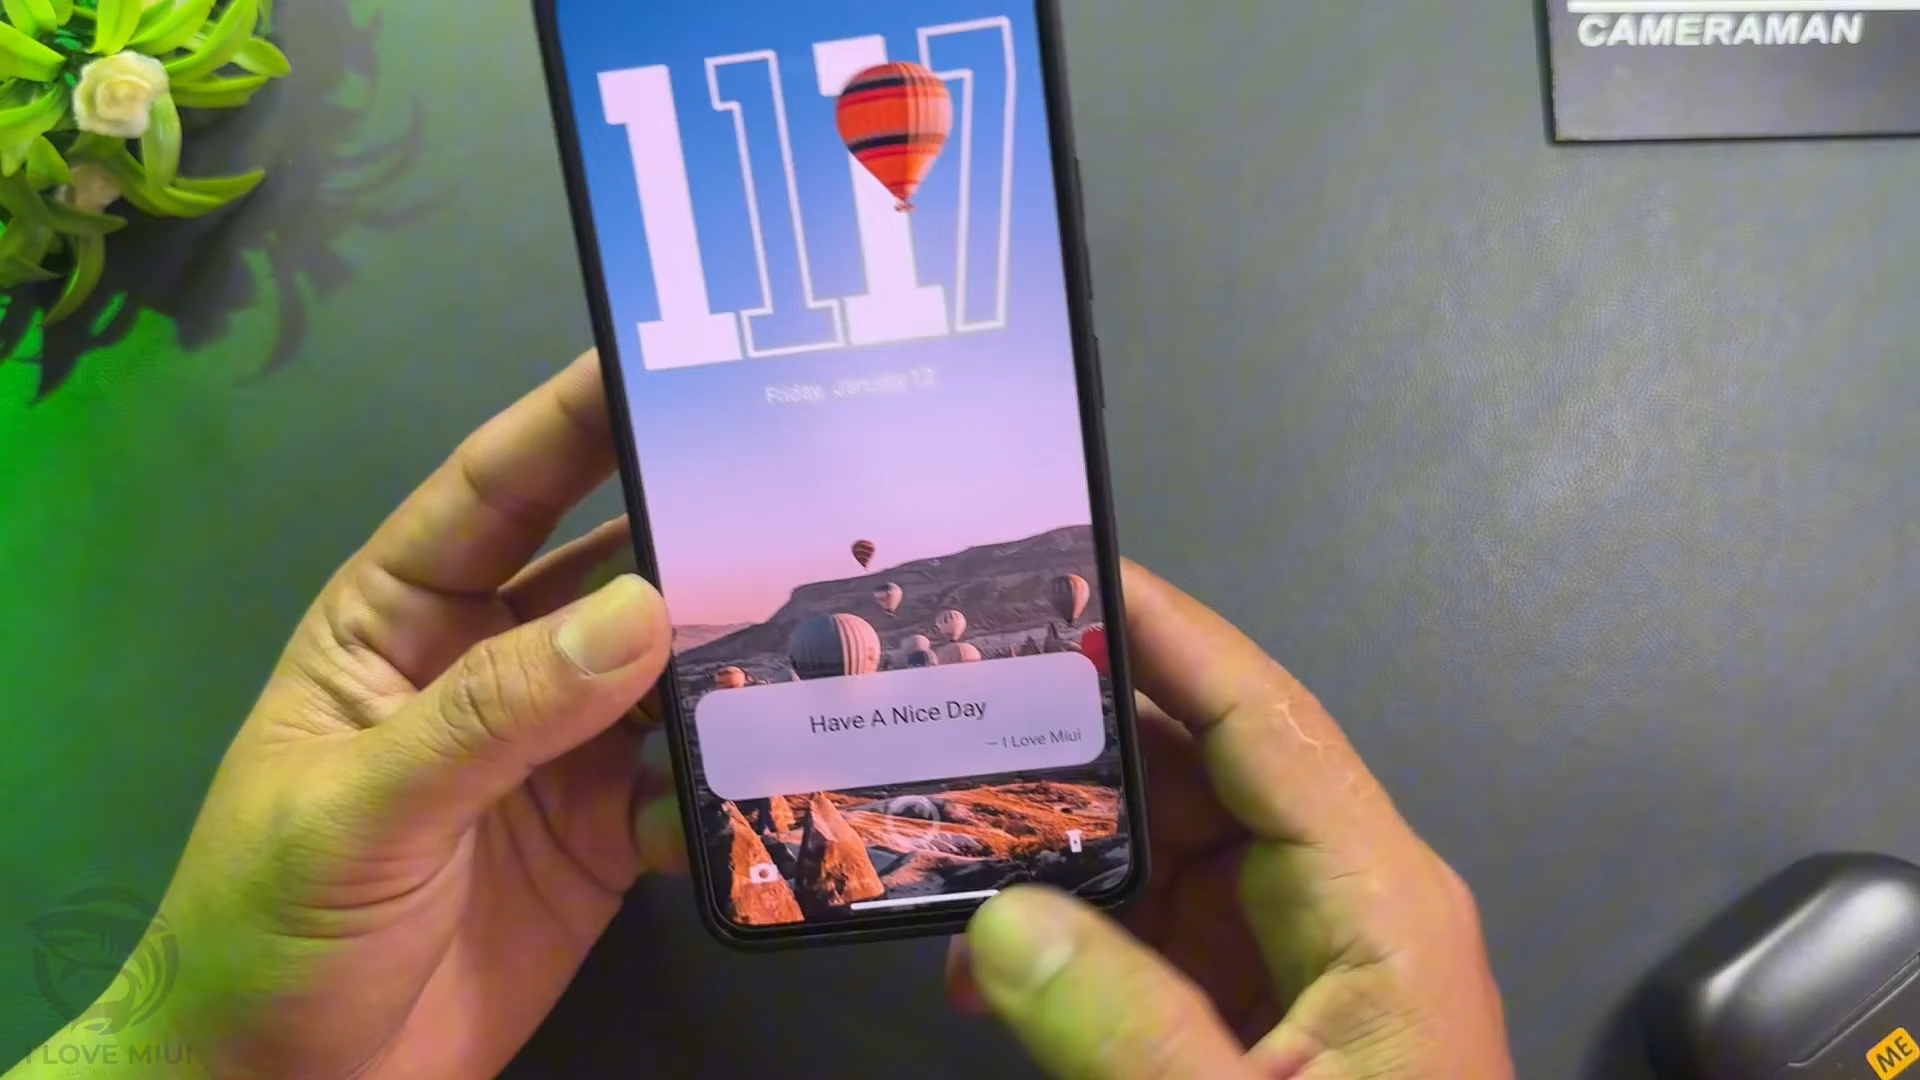 CAMERAMAN
1117
Friday, January 12
Have A Nice Day
– I Love Miui
I LOVE MIUI
ME